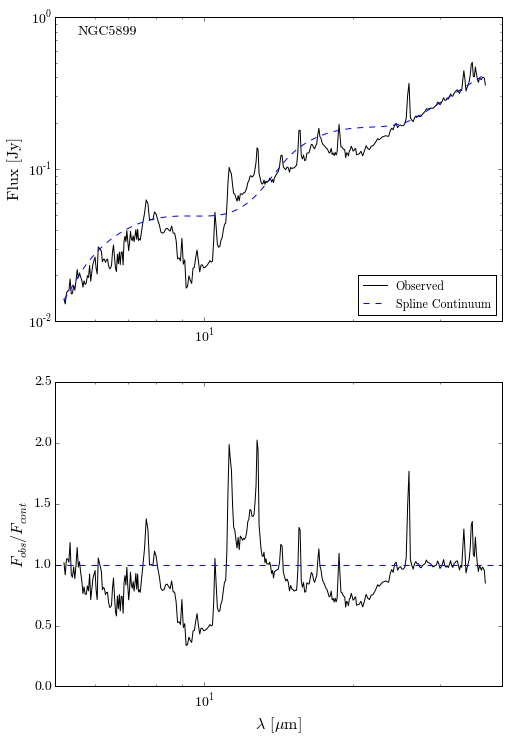 NGC5899
10^0
10^-1
10^-2
Flux [Jy]
Observed
Spline Continuum
10^1
2.5
2.0
1.5
1.0
0.5
0.0
F_obs/F_cont
10^1
λ [μm]